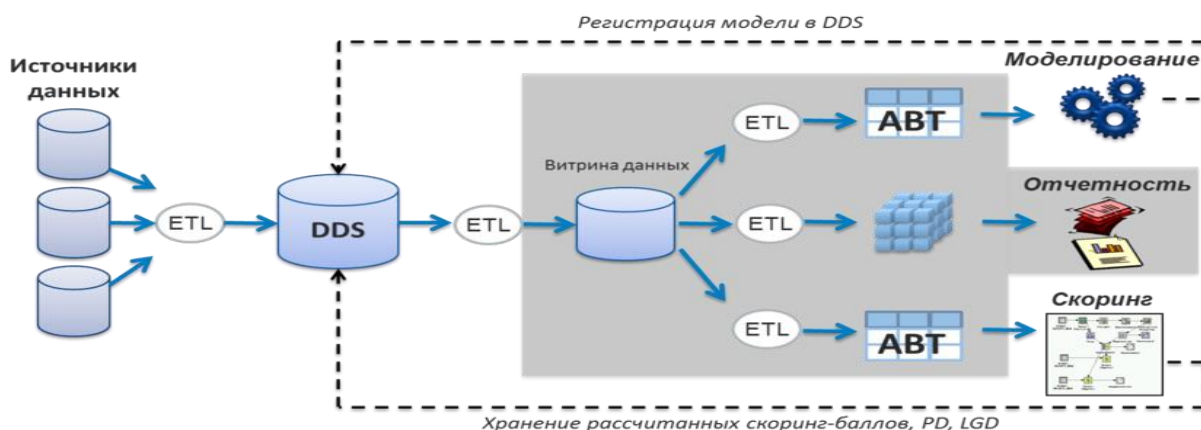 Регистрация модели в DDS
Источники
данных
Моделирование
ETL
ABT
Витрина данных
Отчетность
ETL
DDS
ETL
ETL
Скоринг
ETL
ABT
Хранение рассчитанных скоринг-баллов, PD, LGD